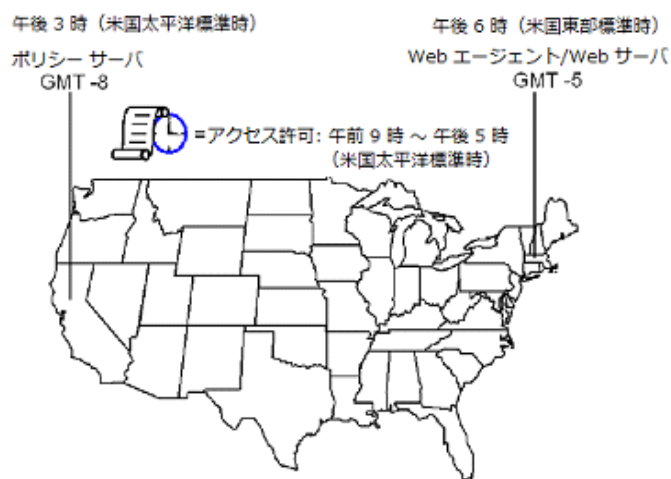 午後 3 時（米国太平洋標準時）
ポリシー サーバ
GMT -8
午後 6 時（米国東部標準時）
Web エージェント/Web サーバ
GMT -5
=アクセス許可: 午前 9 時 ～ 午後 5 時
（米国太平洋標準時）